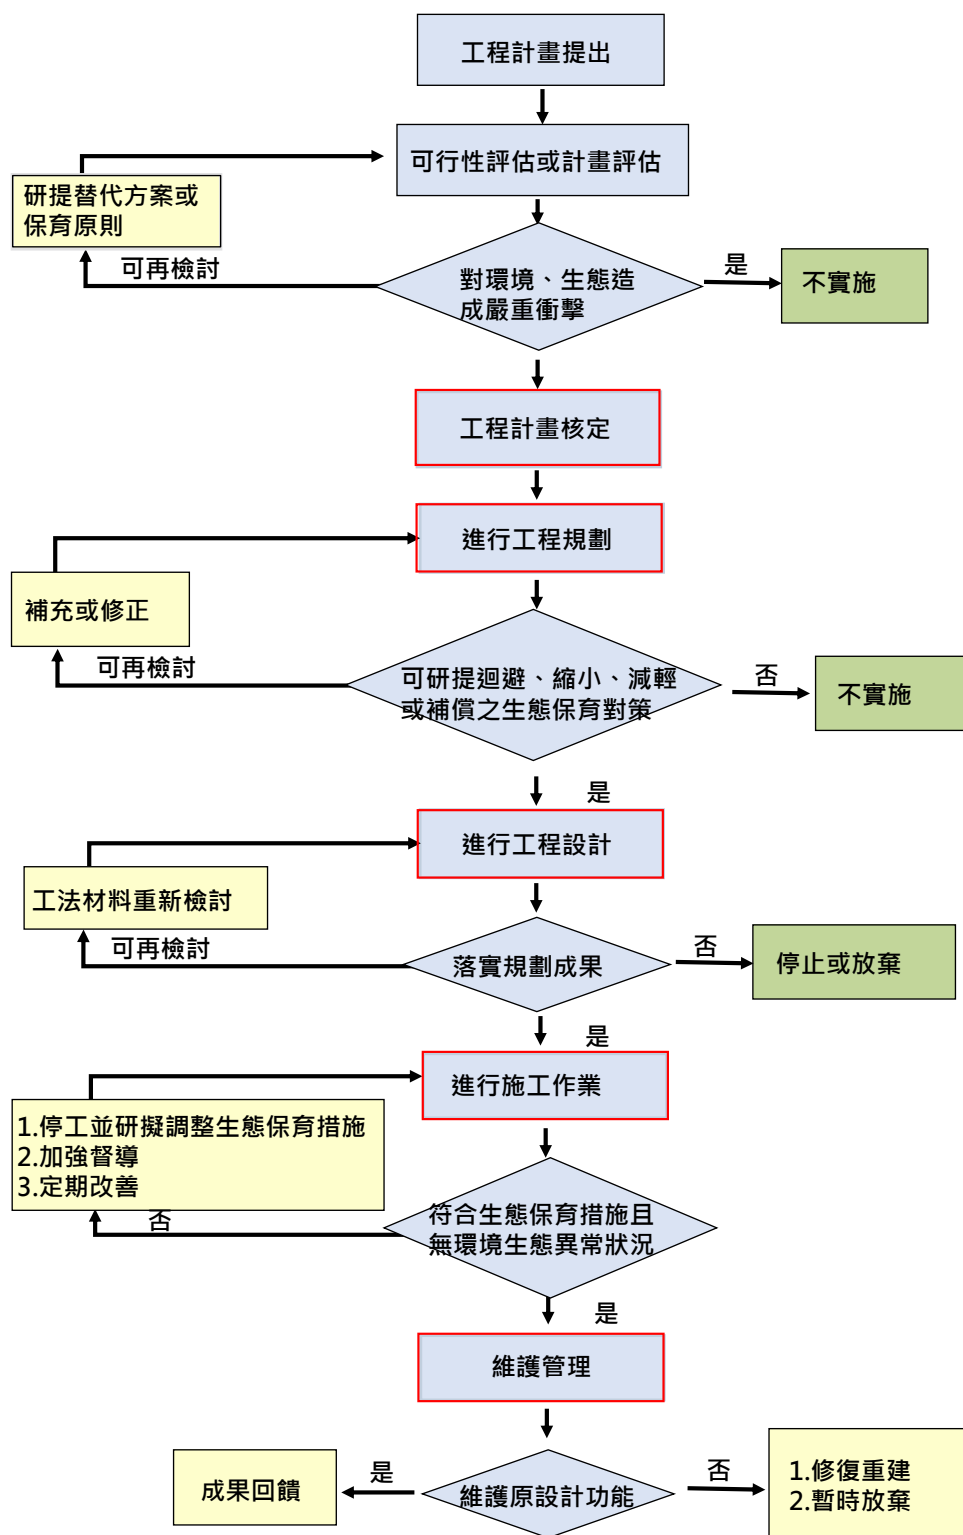 工程計畫提出
可行性評估或計畫評估
研提替代方案或
保育原則
可再檢討
對環境、生態造
成嚴重衝擊
是
不實施
工程計畫核定
進行工程規劃
補充或修正
可再檢討
可研提迴避、縮小、減輕
或補償之生態保育對策
否
不實施
是
進行工程設計
工法材料重新檢討
可再檢討
落實規劃成果
否
停止或放棄
是
進行施工作業
1.停工並研擬調整生態保育措施
2.加強督導
3.定期改善
否
符合生態保育措施且
無環境生態異常狀況
是
維護管理
成果回饋
是
維護原設計功能
否
1.修復重建
2.暫時放棄